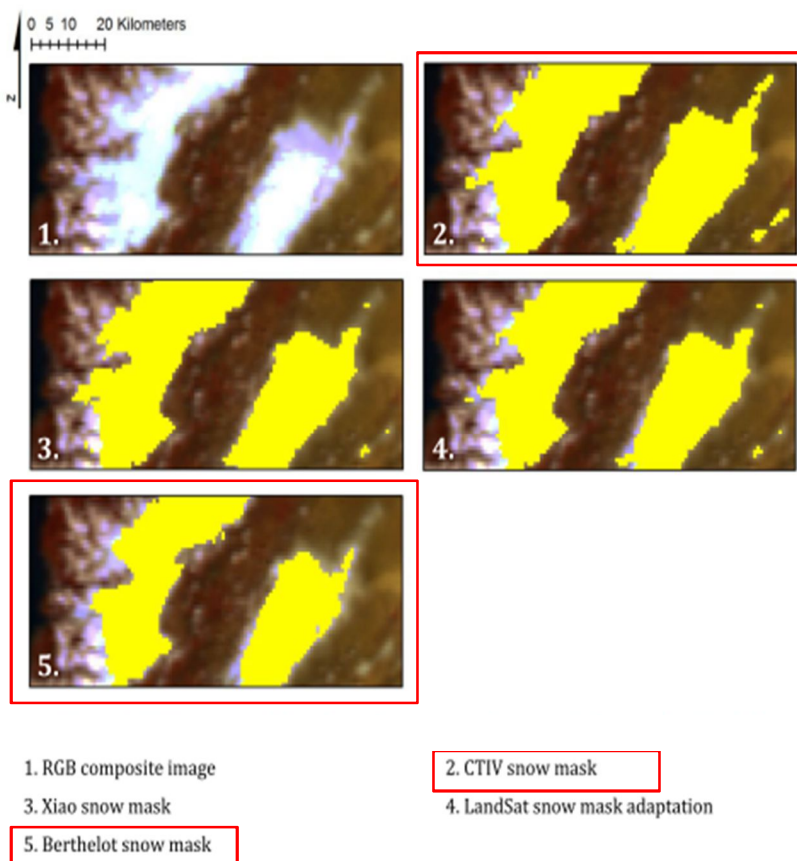 0 5 10 20 Kilometers
N
1.
2.
3.
4.
5.
1. RGB composite image
2. CTIV snow mask
3. Xiao snow mask
4. LandSat snow mask adaptation
5. Berthelot snow mask